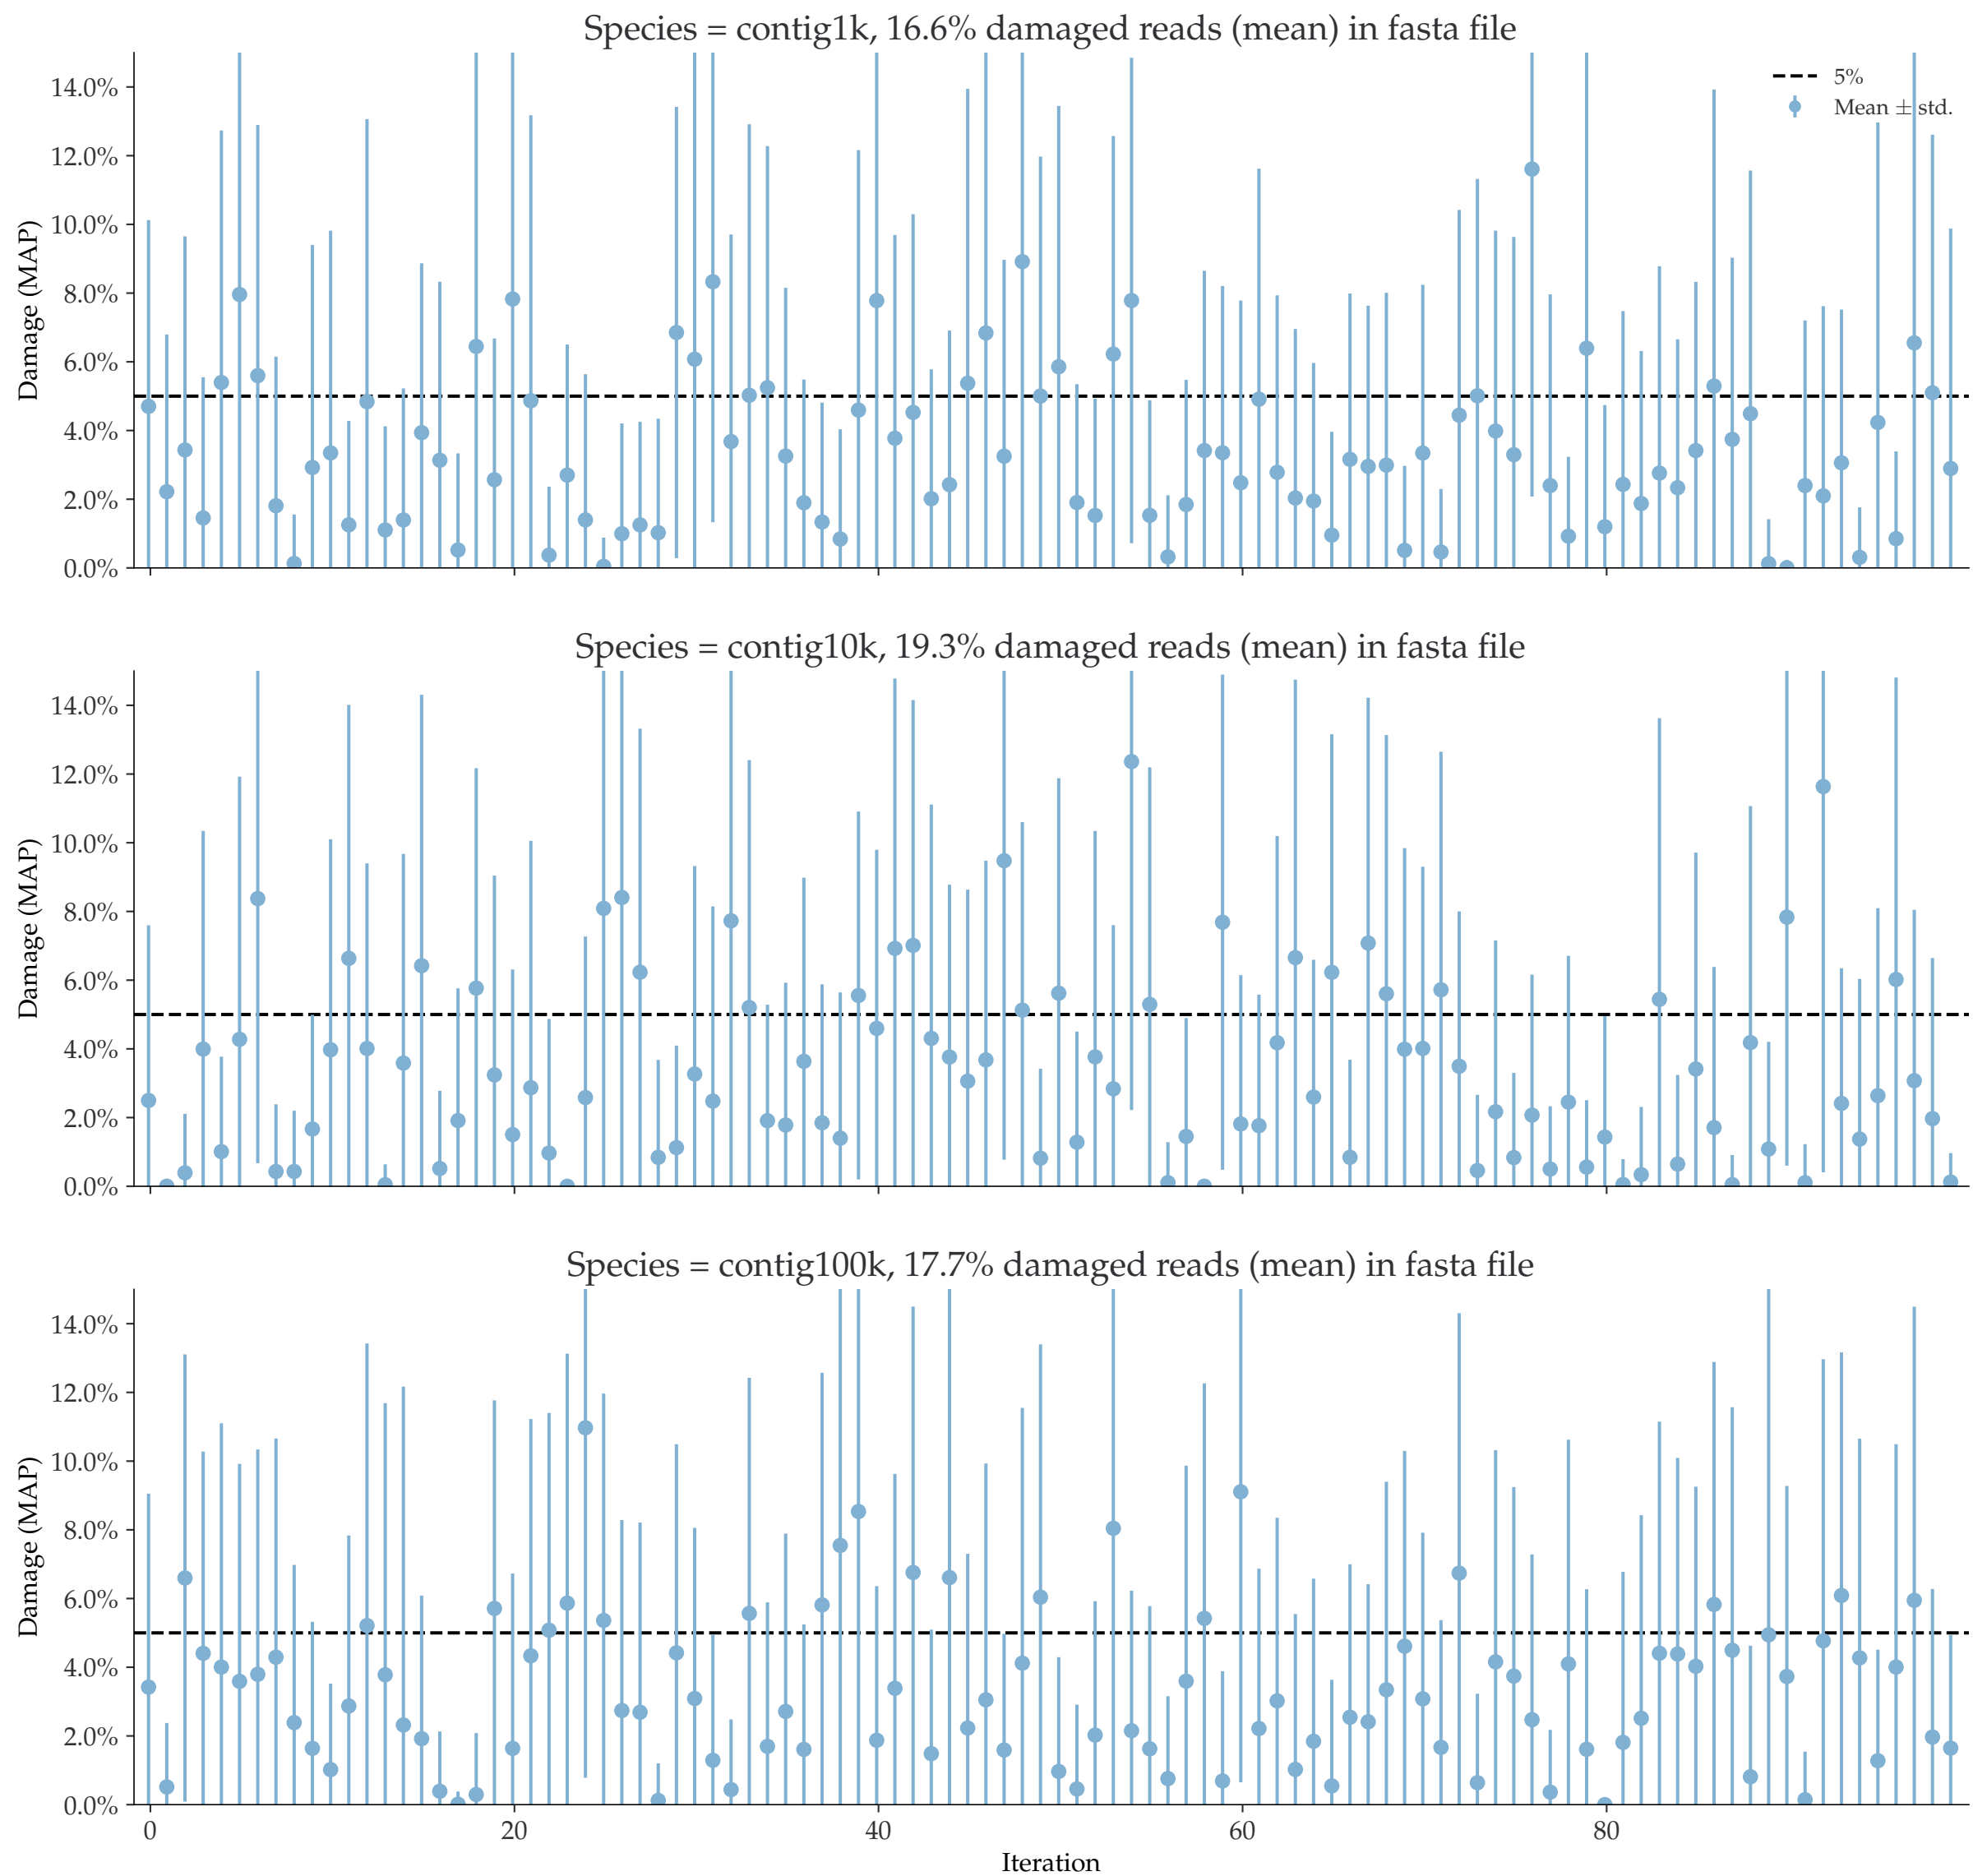 Species = contig1k, 16.6% damaged reads (mean) in fasta file
14.0%
12.0%
10.0%
8.0%
6.0%
4.0%
2.0%
0.0%
Damage (MAP)
5%
Mean ± std.
Species = contig10k, 19.3% damaged reads (mean) in fasta file
14.0%
12.0%
10.0%
8.0%
6.0%
4.0%
2.0%
0.0%
Damage (MAP)
Species = contig100k, 17.7% damaged reads (mean) in fasta file
14.0%
12.0%
10.0%
8.0%
6.0%
4.0%
2.0%
0.0%
Damage (MAP)
0 20 40 60 80
Iteration